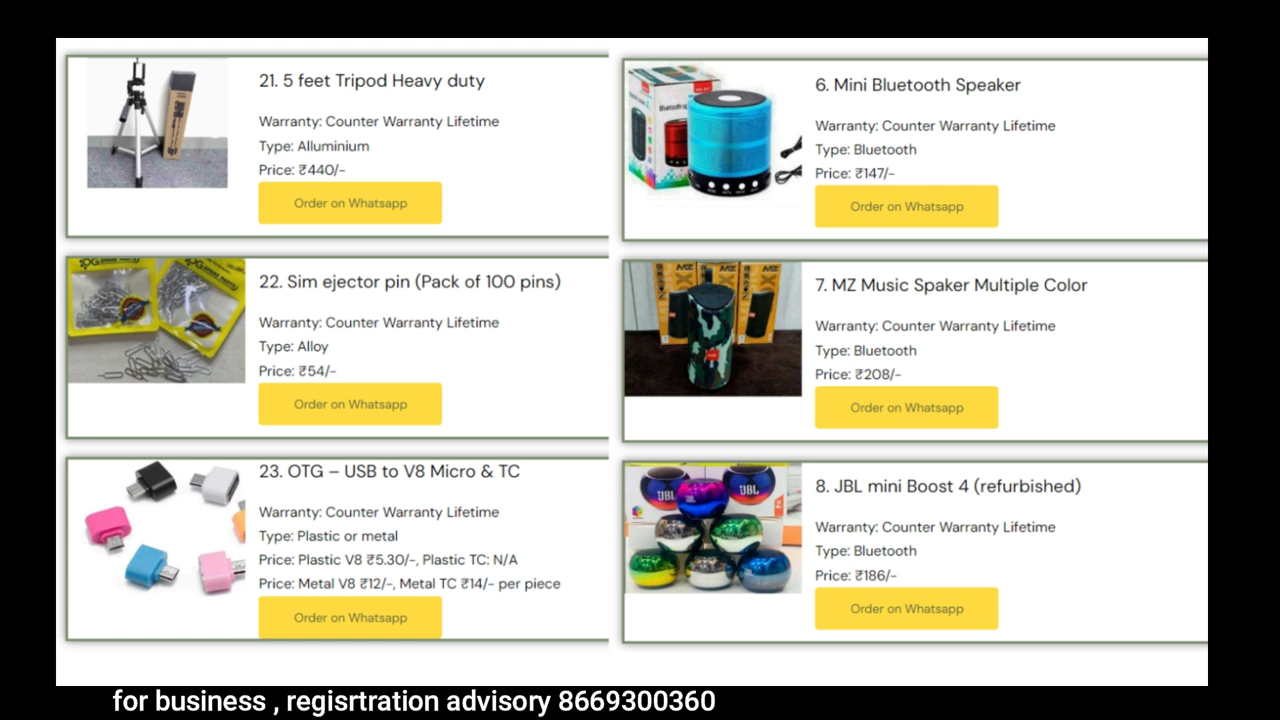 21. 5 feet Tripod Heavy duty
Warranty: Counter Warranty Lifetime
Type: Alluminium
Price: ₹440/-
Order on Whatsapp
22. Sim ejector pin (Pack of 100 pins)
Warranty: Counter Warranty Lifetime
Type: Alloy
Price: ₹54/-
Order on Whatsapp
23. OTG – USB to V8 Micro & TC
Warranty: Counter Warranty Lifetime
Type: Plastic or metal
Price: Plastic V8 ₹5.30/-, Plastic TC: N/A
Price: Metal V8 ₹12/-, Metal TC ₹14/- per piece
Order on Whatsapp
6. Mini Bluetooth Speaker
Warranty: Counter Warranty Lifetime
Type: Bluetooth
Price: ₹147/-
Order on Whatsapp
MZ MZ
7. MZ Music Spaker Multiple Color
Warranty: Counter Warranty Lifetime
Type: Bluetooth
Price: ₹208/-
Order on Whatsapp
JBL JBL
8. JBL mini Boost 4 (refurbished)
Warranty: Counter Warranty Lifetime
Type: Bluetooth
Price: ₹186/-
Order on Whatsapp
for business , regisrtration advisory 8669300360